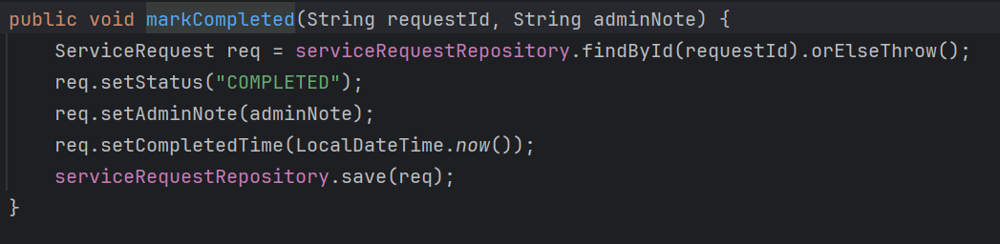 public void markCompleted(String requestId, String adminNote) {
    ServiceRequest req = serviceRequestRepository.findById(requestId).orElseThrow();
    req.setStatus("COMPLETED");
    req.setAdminNote(adminNote);
    req.setCompletedTime(LocalDateTime.now());
    serviceRequestRepository.save(req);
}